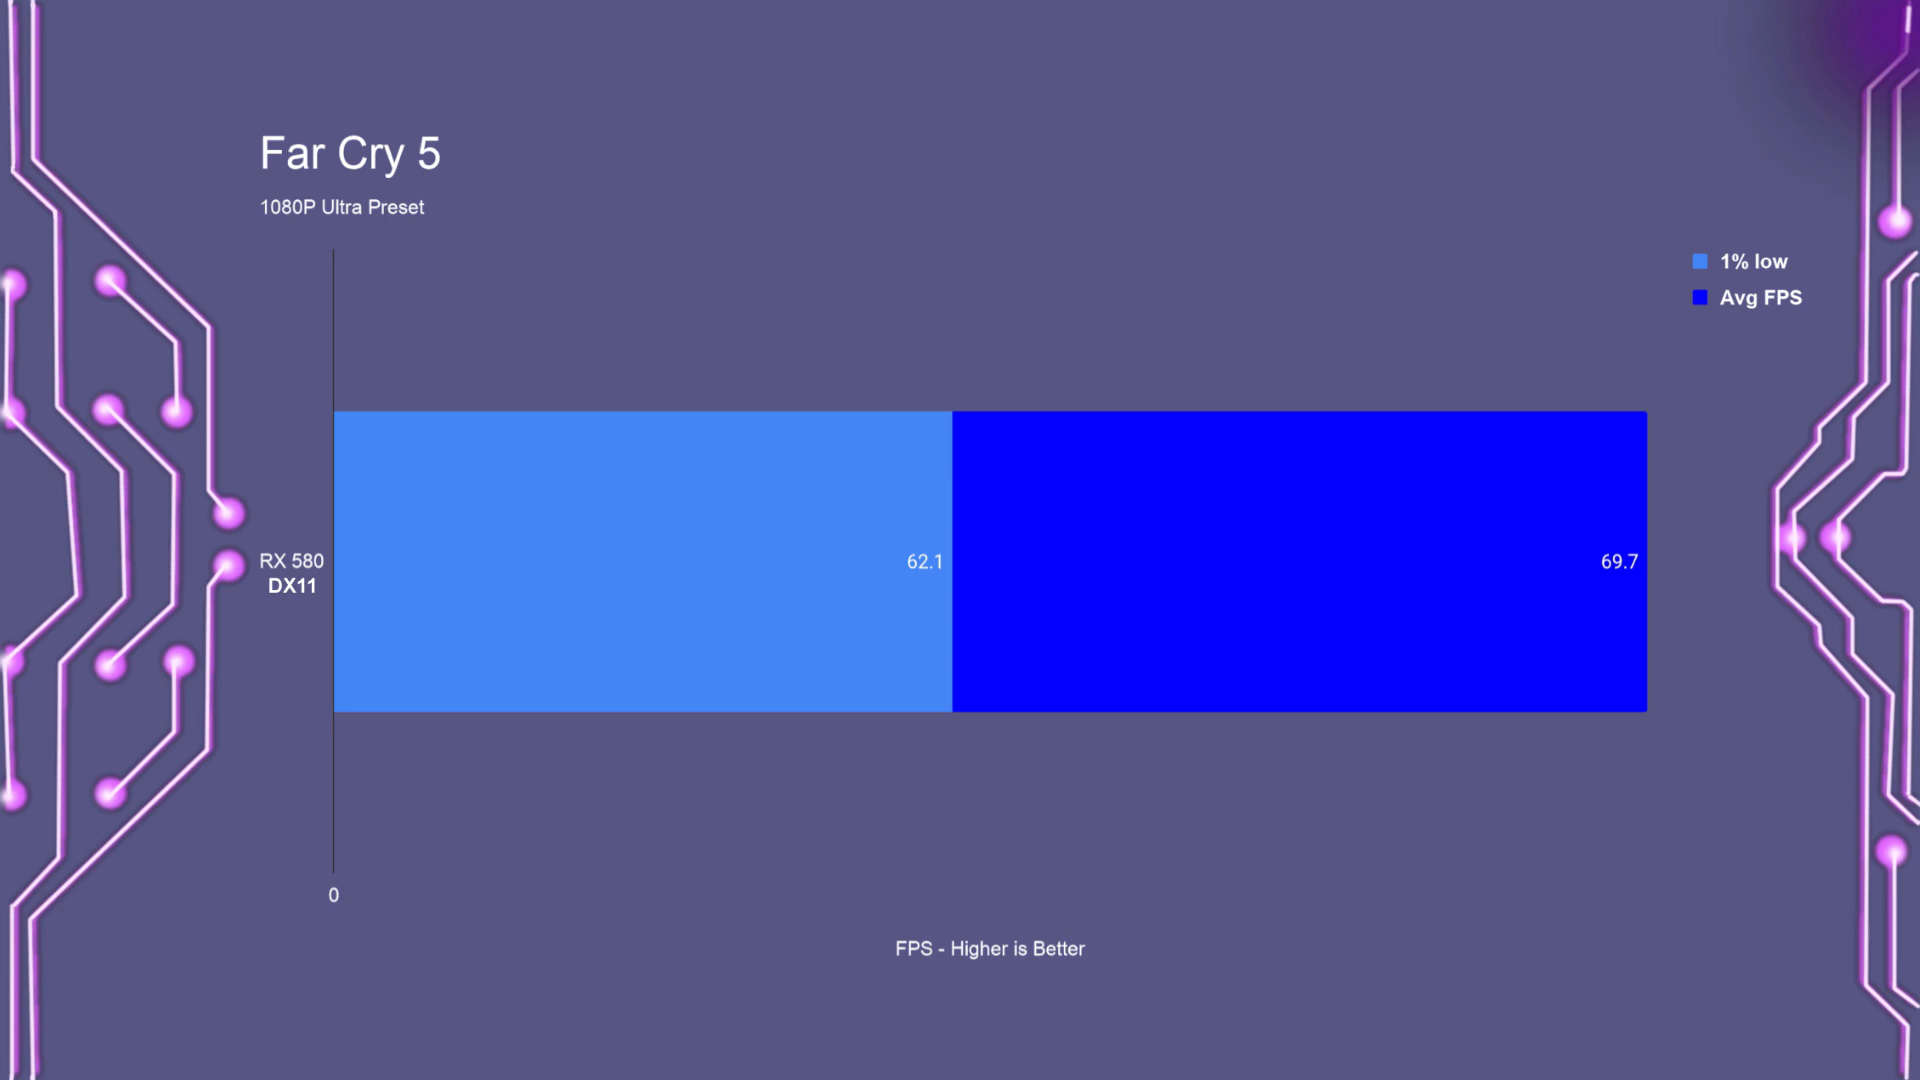 Far Cry 5
1080P Ultra Preset
1% low
Avg FPS
RX 580
DX11
62.1
69.7
0
FPS - Higher is Better